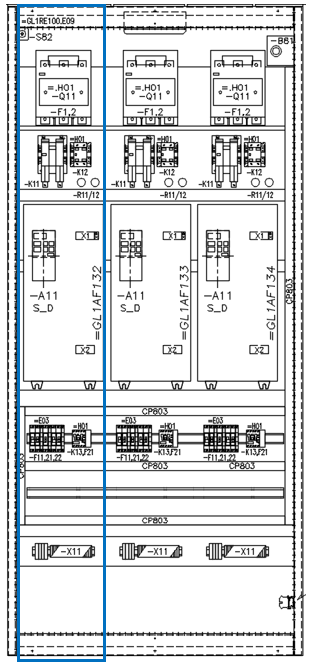 =GL1RE100.E09
-S82
-B81
=.H01 =.H01 =.H01
-Q11 -Q11 -Q11
-F1,2 -F1,2 -F1,2
=H01 =H01 =H01
-K12 -K12 -K12
-K11 -K11 -K11
-R11/12 -R11/12 -R11/12
X1 X1 X1
-A11 -A11 -A11
S_D S_D S_D
=GL1AF132 =GL1AF133 =GL1AF134
CP803
X2 X2 X2
CP803
=E03 =H01 =E03 =H01 =E03 =H01
-F11,21,22 -K13,F21 -F11,21,22 -K13,F21 -F11,21,22 -K13,F21
CP803
CP803 CP803
CP803
-X11 -X11 -X11